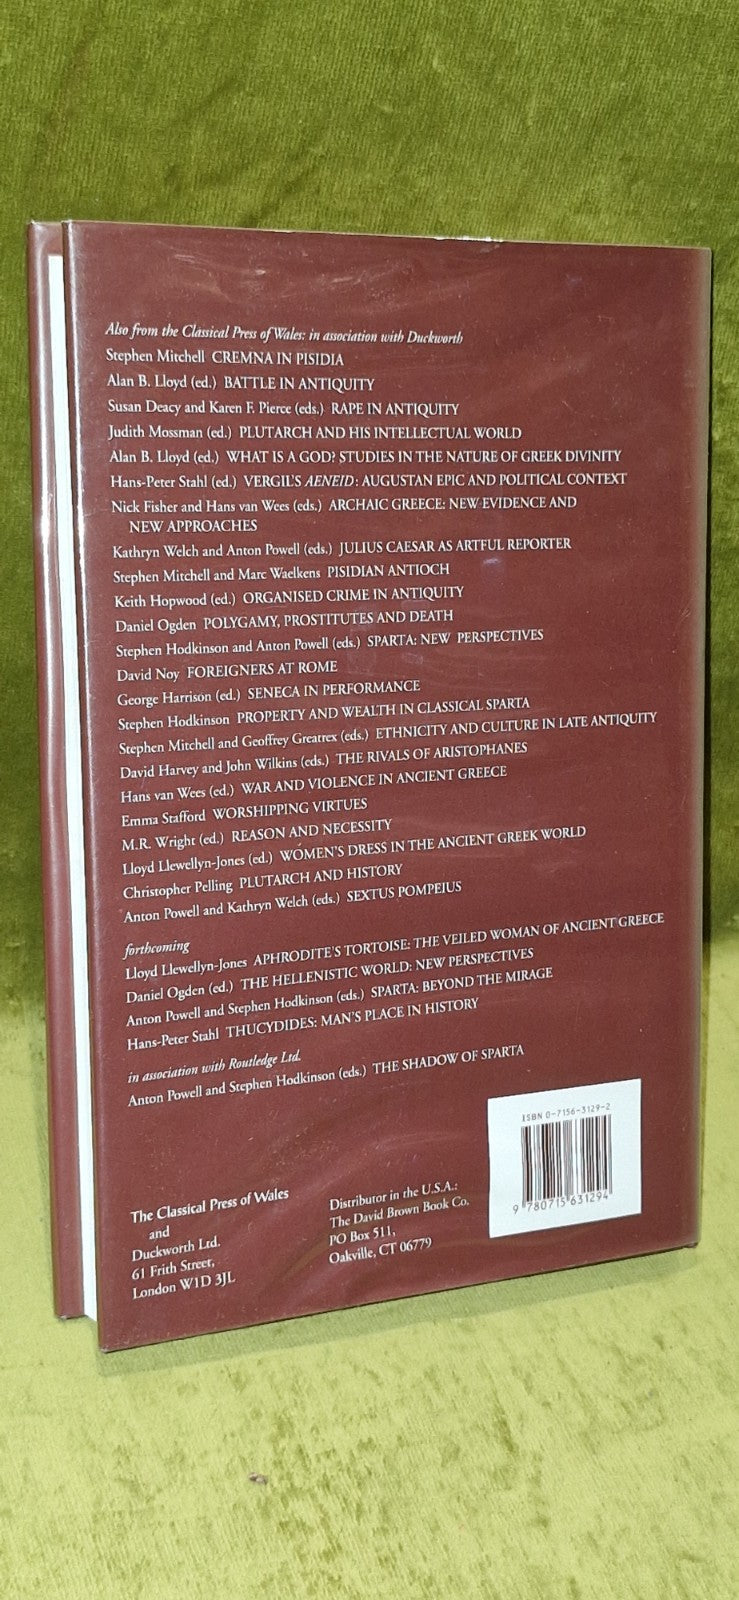 Also from the Classical Press of Wales: in association with Duckworth
Stephen Mitchell CREMNA IN PISIDIA
Alan B. Lloyd (ed.) BATTLE IN ANTIQUITY
Susan Deacy and Karen F. Pierce (eds.) RAPE IN ANTIQUITY
Judith Mossman (ed.) PLUTARCH AND HIS INTELLECTUAL WORLD
Alan B. Lloyd (ed.) WHAT IS A GOD? STUDIES IN THE NATURE OF GREEK DIVINITY
Hans-Peter Stahl (ed.) VERGIL'S AENEID: AUGUSTAN EPIC AND POLITICAL CONTEXT
Nick Fisher and Hans van Wees (eds.) ARCHAIC GREECE: NEW EVIDENCE AND
NEW APPROACHES
Kathryn Welch and Anton Powell (eds.) JULIUS CAESAR AS ARTFUL REPORTER
Stephen Mitchell and Marc Waelkens PISIDIAN ANTIOCH
Keith Hopwood (ed.) ORGANISED CRIME IN ANTIQUITY
Daniel Ogden POLYGAMY, PROSTITUTES AND DEATH
Stephen Hodkinson and Anton Powell (eds.) SPARTA: NEW PERSPECTIVES
David Noy FOREIGNERS AT ROME
George Harrison (ed.) SENECA IN PERFORMANCE
Stephen Hodkinson PROPERTY AND WEALTH IN CLASSICAL SPARTA
Stephen Mitchell and Geoffrey Greatrex (eds.) ETHNICITY AND CULTURE IN LATE ANTIQUITY
David Harvey and John Wilkins (eds.) THE RIVALS OF ARISTOPHANES
Hans van Wees (ed.) WAR AND VIOLENCE IN ANCIENT GREECE
Emma Stafford WORSHIPPING VIRTUES
M.R. Wright (ed.) REASON AND NECESSITY
Lloyd Llewellyn-Jones (ed.) WOMEN'S DRESS IN THE ANCIENT GREEK WORLD
Christopher Pelling PLUTARCH AND HISTORY
Anton Powell and Kathryn Welch (eds.) SEXTUS POMPEIUS
forthcoming
Lloyd Llewellyn-Jones APHRODITE'S TORTOISE: THE VEILED WOMAN OF ANCIENT GREECE
Daniel Ogden (ed.) THE HELLENISTIC WORLD: NEW PERSPECTIVES
Anton Powell and Stephen Hodkinson (eds.) SPARTA: BEYOND THE MIRAGE
Hans-Peter Stahl THUCYDIDES: MAN'S PLACE IN HISTORY
in association with Routledge Ltd.
Anton Powell and Stephen Hodkinson (eds.) THE SHADOW OF SPARTA
The Classical Press of Wales
and
Duckworth Ltd.
61 Frith Street,
London W1D 3JL
Distributor in the U.S.A.:
The David Brown Book Co.
PO Box 511,
Oakville, CT 06779
ISBN 0-7156-3129-2
9 780715 631294